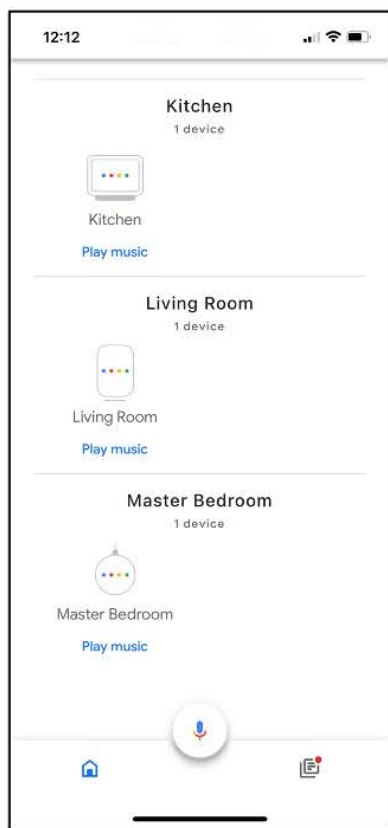 12:12
Kitchen
1 device
Kitchen
Play music
Living Room
1 device
Living Room
Play music
Master Bedroom
1 device
Master Bedroom
Play music